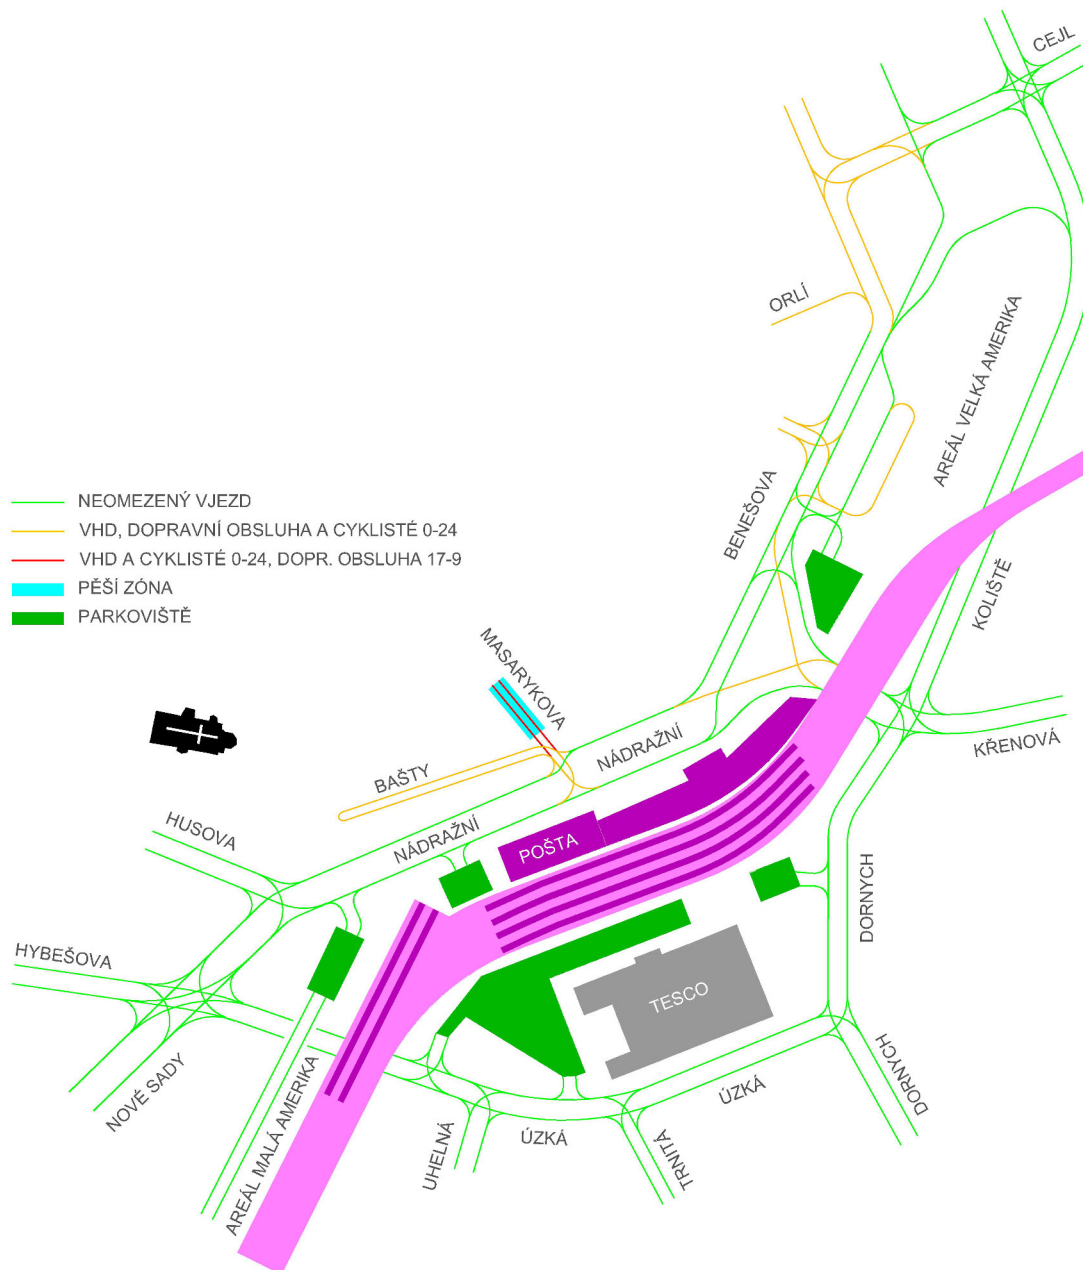 CEJL
ORLÍ
AREÁL VELKÁ AMERIKA
BENEŠOVA
NEOMEZENÝ VJEZD
VHD, DOPRAVNÍ OBSLUHA A CYKLISTÉ 0-24
VHD A CYKLISTÉ 0-24, DOPR. OBSLUHA 17-9
PĚŠÍ ZÓNA
PARKOVIŠTĚ
KOLIŠTĚ
MASARYKOVA
NÁDRAŽNÍ
KŘENOVÁ
BAŠTY
HUSOVA
NÁDRAŽNÍ
POŠTA
DORNYCH
HYBEŠOVA
TESCO
NOVÉ SADY
AREÁL MALÁ AMERIKA
UHELNÁ
ÚZKÁ
TRNITÁ
ÚZKÁ
DORNYCH